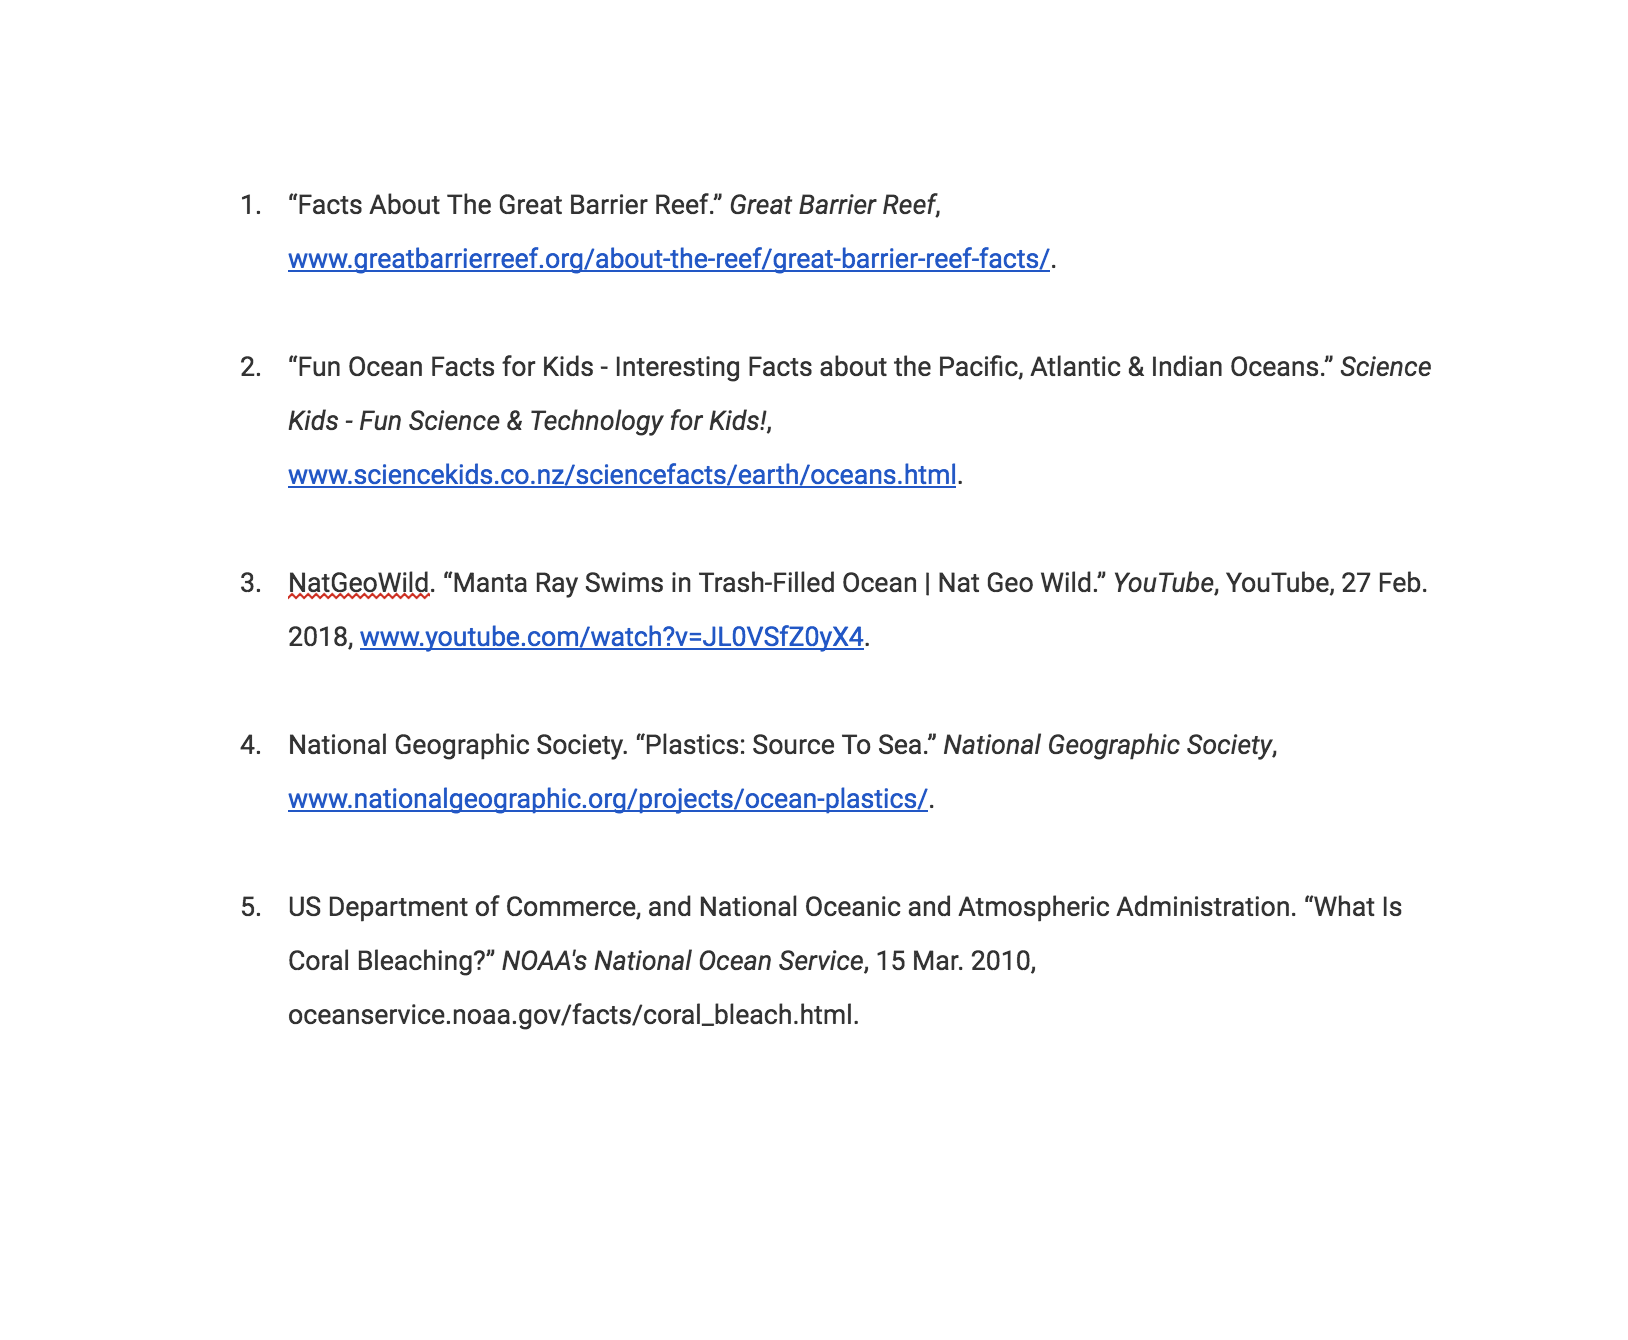 1. “Facts About The Great Barrier Reef.” Great Barrier Reef,
www.greatbarrierreef.org/about-the-reef/great-barrier-reef-facts/.
2. “Fun Ocean Facts for Kids - Interesting Facts about the Pacific, Atlantic & Indian Oceans.” Science
Kids - Fun Science & Technology for Kids!,
www.sciencekids.co.nz/sciencefacts/earth/oceans.html.
3. NatGeoWild. “Manta Ray Swims in Trash-Filled Ocean | Nat Geo Wild.” YouTube, YouTube, 27 Feb.
2018, www.youtube.com/watch?v=JL0VSfZ0yX4.
4. National Geographic Society. “Plastics: Source To Sea.” National Geographic Society,
www.nationalgeographic.org/projects/ocean-plastics/.
5. US Department of Commerce, and National Oceanic and Atmospheric Administration. “What Is
Coral Bleaching?” NOAA's National Ocean Service, 15 Mar. 2010,
oceanservice.noaa.gov/facts/coral_bleach.html.